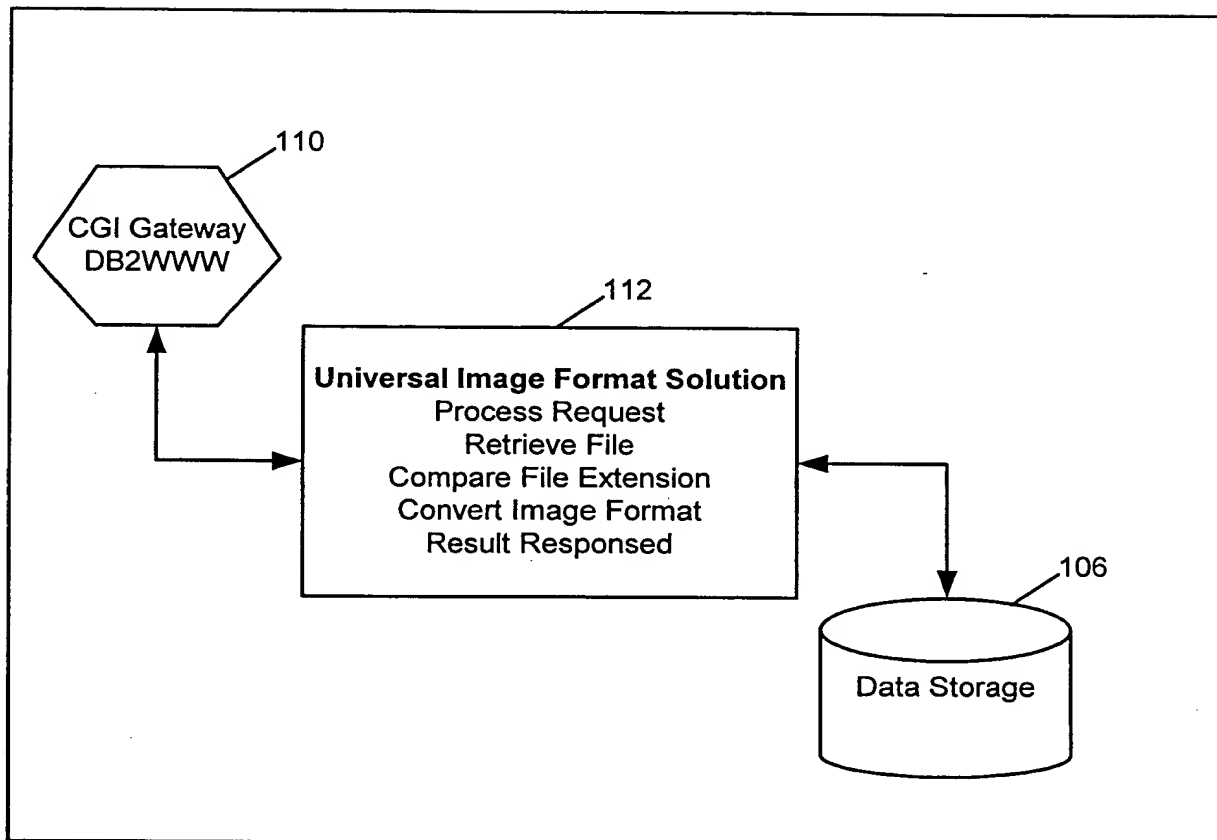 110
CGI Gateway
DB2WWW
112
Universal Image Format Solution
Process Request
Retrieve File
Compare File Extension
Convert Image Format
Result Responsed
106
Data Storage